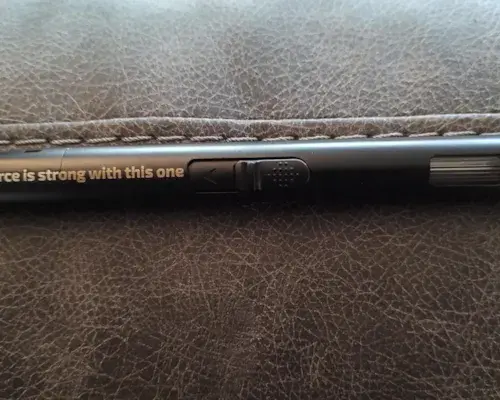 rce is strong with this one